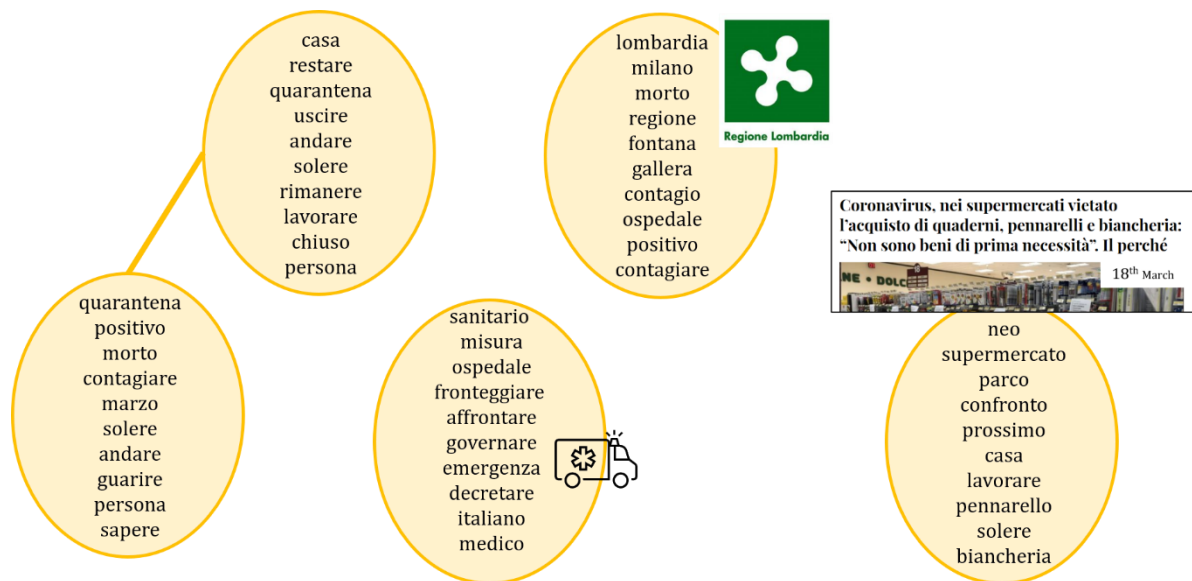 casa
restare
quarantena
uscire
andare
solere
rimanere
lavorare
chiuso
persona
lombardia
milano
morto
regione
fontana
gallera
contagio
ospedale
positivo
contagiare
Regione Lombardia
quarantena
positivo
morto
contagiare
marzo
solere
andare
guarire
persona
sapere
sanitario
misura
ospedale
fronteggiare
affrontare
governare
emergenza
decretare
italiano
medico
Coronavirus, nei supermercati vietato
l'acquisto di quaderni, pennarelli e biancheria:
“Non sono beni di prima necessità”. Il perché
18th March
NE • DOLC
neo
supermercato
parco
confronto
prossimo
casa
lavorare
pennarello
solere
biancheria